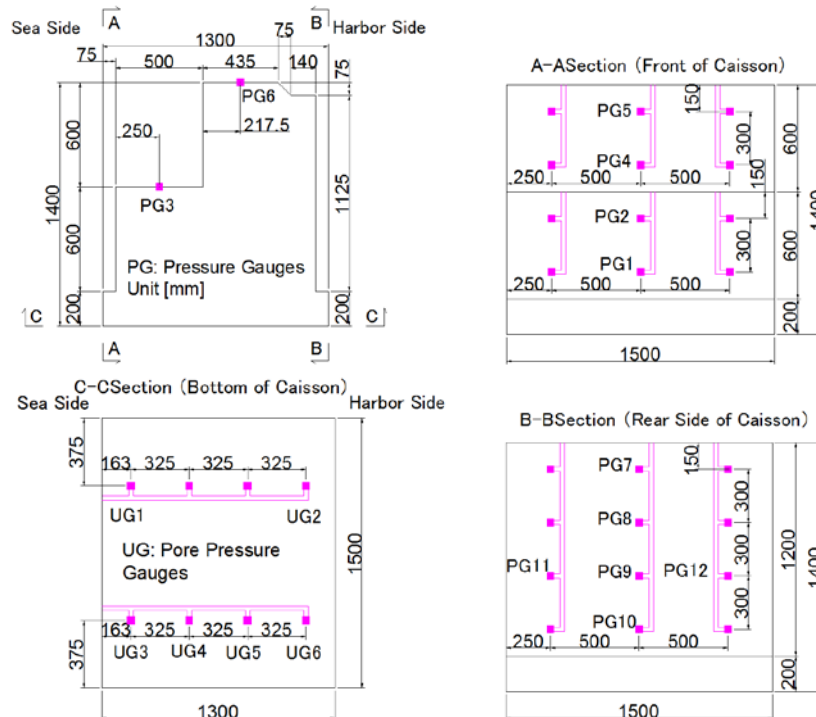 A
B
Sea Side
Harbor Side
1300
75
75
500
435
140
75
PG6
600
250
217.5
PG3
1400
1125
600
PG: Pressure Gauges
Unit [mm]
200
200
C
C
A
B
A-ASection (Front of Caisson)
150
PG5
300
600
PG4
250
500
500
150
1400
PG2
300
600
PG1
250
500
500
200
1500
C-CSection (Bottom of Caisson)
Sea Side
Harbor Side
375
163
325
325
325
UG1
UG2
UG: Pore Pressure
Gauges
1500
163
325
325
325
375
UG3
UG4
UG5
UG6
1300
B-BSection (Rear Side of Caisson)
150
PG7
300
PG8
300
1200
1400
PG11
PG9
PG12
300
PG10
250
500
500
200
1500